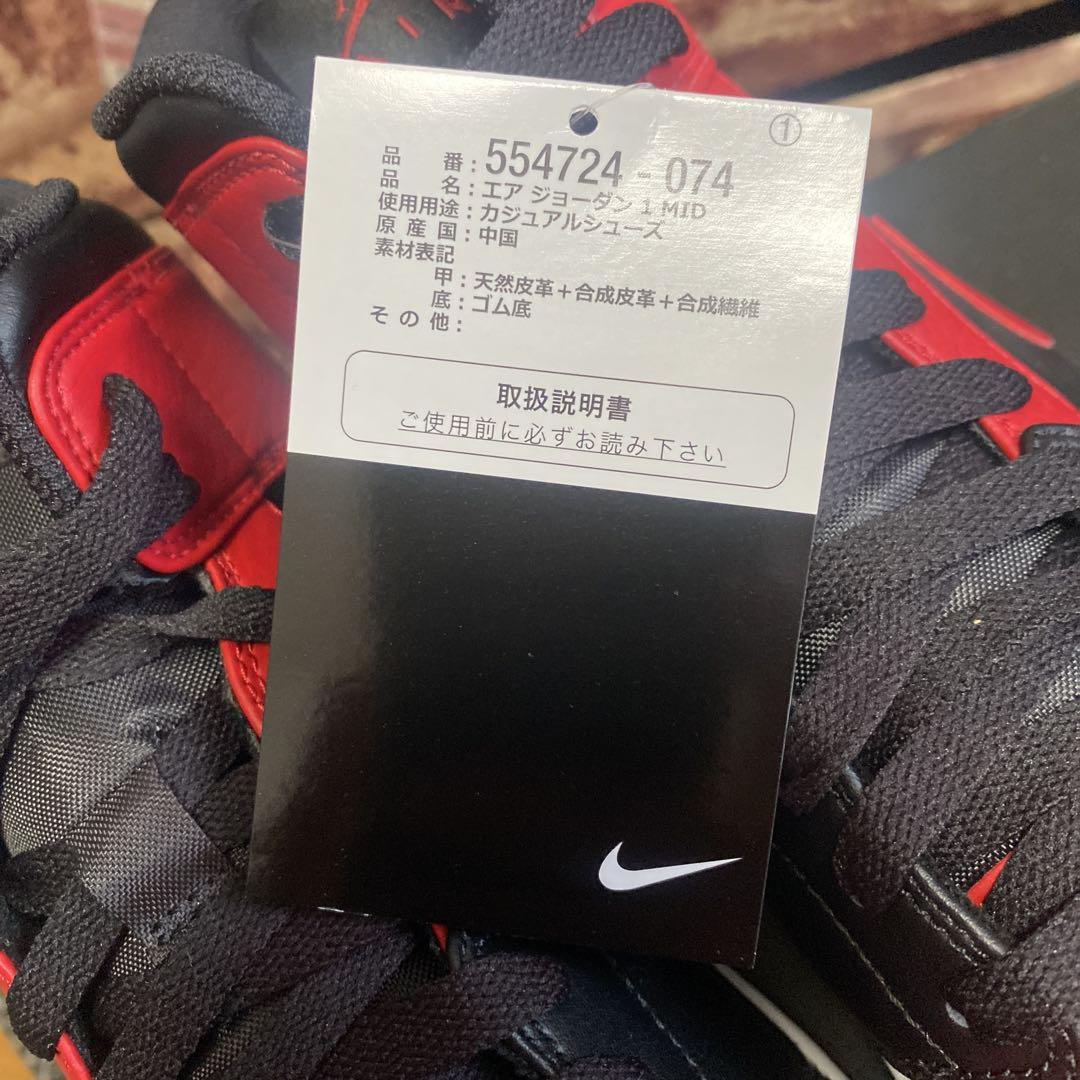 ①
品番：554724 - 074
品名：エア ジョーダン 1 MID
使用用途：カジュアルシューズ
原産国：中国
素材表記
甲：天然皮革＋合成皮革＋合成繊維
底：ゴム底
その他：
取扱説明書
ご使用前に必ずお読み下さい